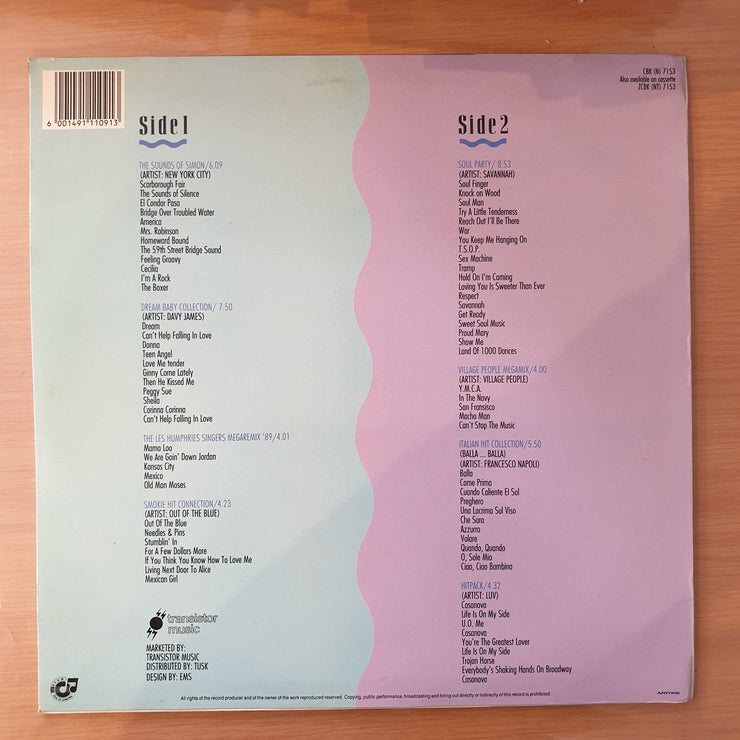 6 001491 110913
CBK (N) 7153
Also available on cassette
ZCBK (NT) 7153
Side 1
THE SOUNDS OF SIMON/6.09
(ARTIST: NEW YORK CITY)
Scarborough Fair
The Sounds of Silence
El Condor Pasa
Bridge Over Troubled Water
America
Mrs. Robinson
Homeward Bound
The 59th Street Bridge Sound
Feeling Groovy
Cecilia
I'm A Rock
The Boxer
DREAM BABY COLLECTION/ 7.50
(ARTIST: DAVY JAMES)
Dream
Can't Help Falling In Love
Donna
Teen Angel
Love Me tender
Ginny Come Lately
Then He Kissed Me
Peggy Sue
Sheila
Corinna Corinna
Can't Help Falling In Love
THE LES HUMPHRIES SINGERS MEGAREMIX '89/4.01
Mama Loo
We Are Goin' Down Jordan
Kansas City
Mexico
Old Man Moses
SMOKIE HIT CONNECTION/4.23
(ARTIST: OUT OF THE BLUE)
Out Of The Blue
Needles & Pins
Stumblin' In
For A Few Dollars More
If You Think You Know How To Love Me
Living Next Door To Alice
Mexican Girl
transistor
music
MARKETED BY:
TRANSISTOR MUSIC
DISTRIBUTED BY: TUSK
DESIGN BY: EMS
Side 2
SOUL PARTY/ 8.53
(ARTIST: SAVANNAH)
Soul Finger
Knock on Wood
Soul Man
Try A Little Tenderness
Reach Out I'll Be There
War
You Keep Me Hanging On
T.S.O.P.
Sex Machine
Tramp
Hold On I'm Coming
Loving You Is Sweeter Than Ever
Respect
Savannah
Get Ready
Sweet Soul Music
Proud Mary
Show Me
Land Of 1000 Dances
VILLAGE PEOPLE MEGAMIX/4.00
(ARTIST: VILLAGE PEOPLE)
Y.M.C.A.
In The Navy
San Fransisco
Macho Man
Can't Stop The Music
ITALIAN HIT COLLECTION/5.50
(BALLA ... BALLA)
(ARTIST: FRANCESCO NAPOLI)
Balla
Come Prima
Cuando Caliente El Sol
Preghero
Una Lacrima Sul Viso
Che Sara
Azzurro
Volare
Quando, Quando
O, Sole Mio
Ciao, Ciao Bambina
HITPACK/4.32
(ARTIST: LUV)
Casanova
Life Is On My Side
U.O. Me
Casanova
You're The Greatest Lover
Life Is On My Side
Trojan Horse
Everybody's Shaking Hands On Broadway
Casanova
All rights of the record producer and of the owner of the work reproduced reserved. Copying, public performance, broadcasting and hiring out directly or indirectly of this record is prohibited.